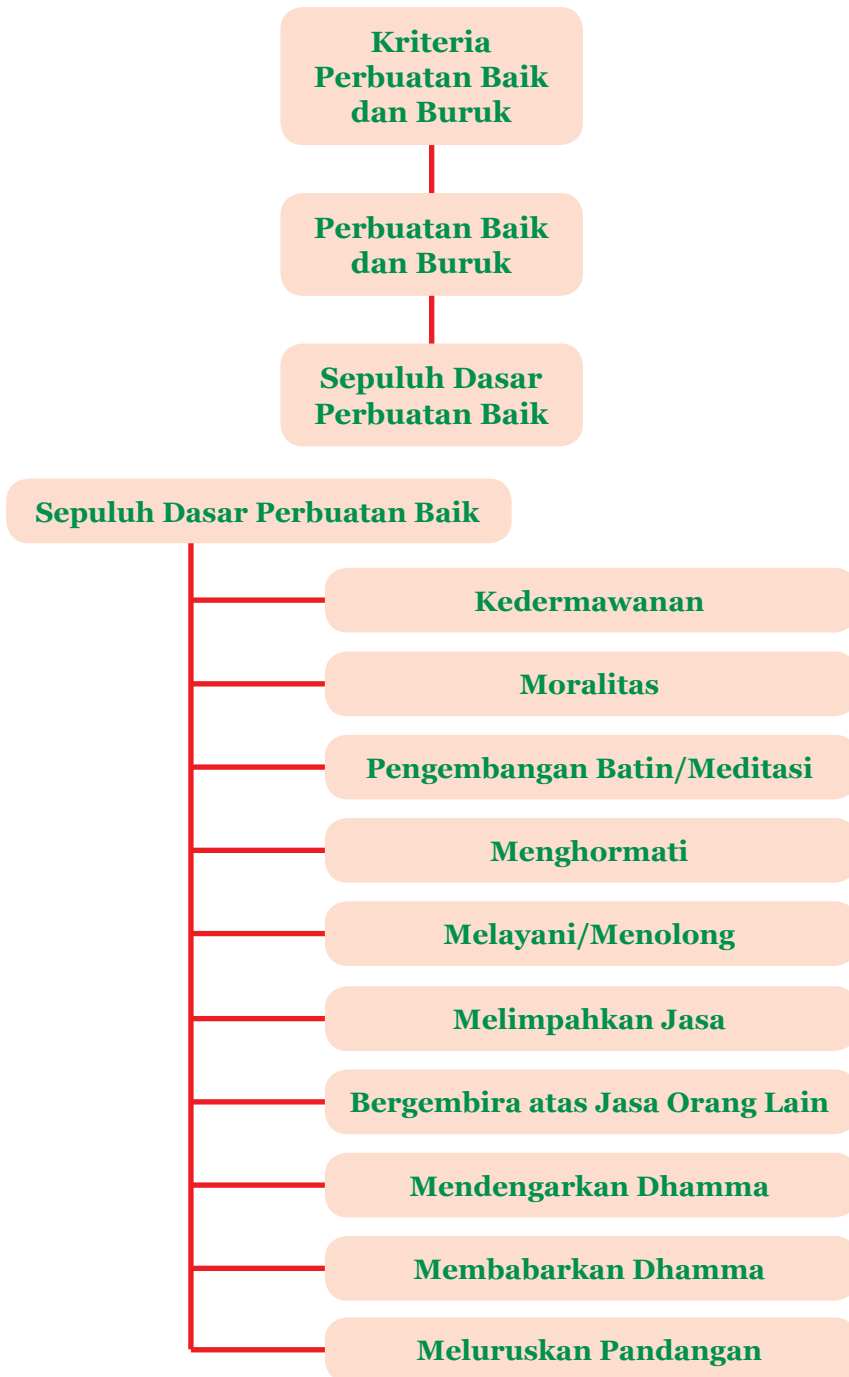 Kriteria
Perbuatan Baik
dan Buruk
Perbuatan Baik
dan Buruk
Sepuluh Dasar
Perbuatan Baik
Sepuluh Dasar Perbuatan Baik
Kedermawanan
Moralitas
Pengembangan Batin/Meditasi
Menghormati
Melayani/Menolong
Melimpahkan Jasa
Bergembira atas Jasa Orang Lain
Mendengarkan Dhamma
Membabarkan Dhamma
Meluruskan Pandangan